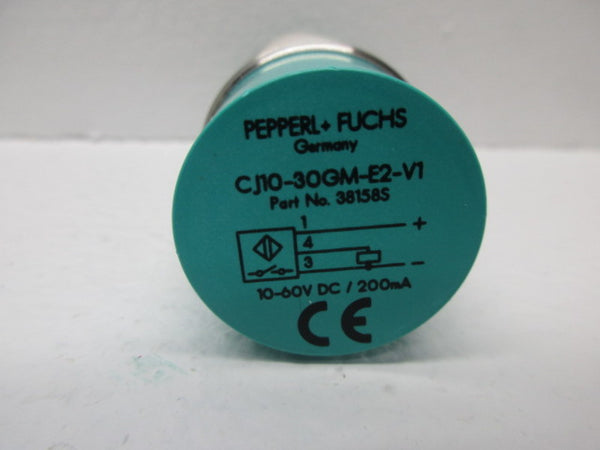 PEPPERL+ FUCHS
Germany
CJ10-30GM-E2-V1
Part No. 38158S
1 +
4
3 –
10-60V DC / 200mA
CE